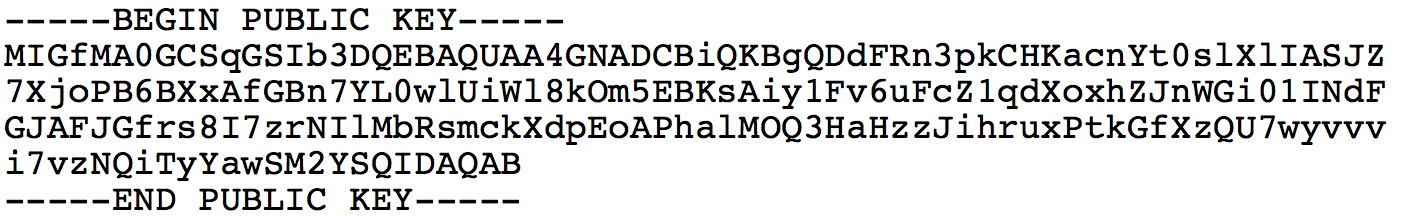 -----BEGIN PUBLIC KEY-----
MIGfMA0GCSqGSIb3DQEBAQUAA4GNADCBiQKBgQDdFRn3pkCHKacnYt0slXlIASJZ
7XjoPB6BXxAfGBn7YL0wlUiWl8kOm5EBKsAiy1Fv6uFcZ1qdXoxhZJnWGi01INdF
GJAFJGfrs8I7zrNIlMbRsmckXdpEoAPhalMOQ3HaHzzJihruxPtkGfXzQU7wyvvv
i7vzNQiTyYawSM2YSQIDAQAB
-----END PUBLIC KEY-----